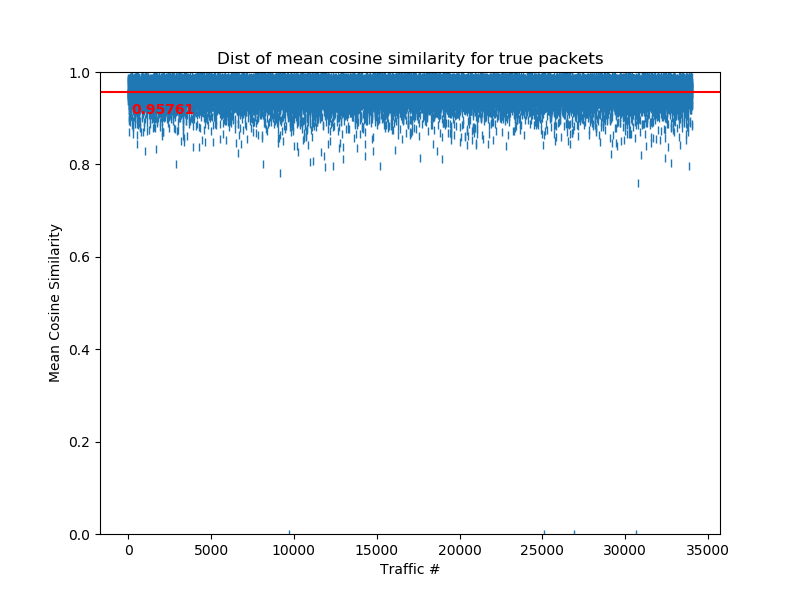 Dist of mean cosine similarity for true packets
1.0
0.95761
0.8
0.6
0.4
0.2
0.0
Mean Cosine Similarity
0 5000 10000 15000 20000 25000 30000 35000
Traffic #